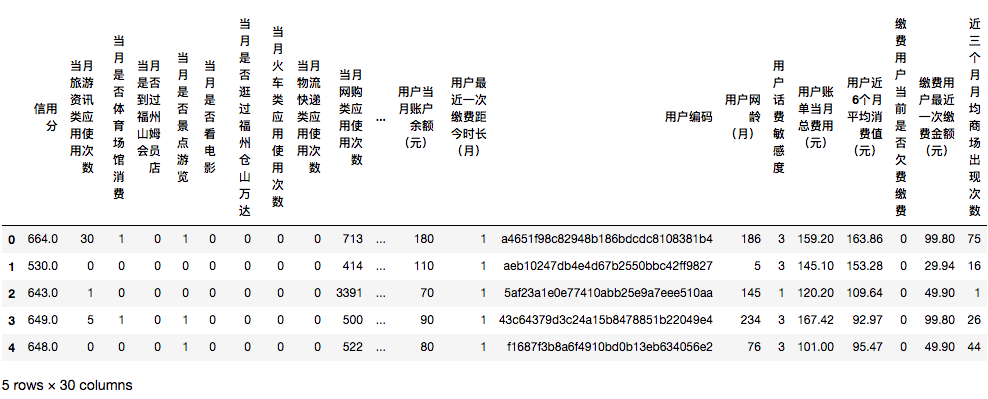 信用
分
当月
旅游
资讯
类应
用使
用次
数
当月是否体育场馆消费
当月
是否
到过
福州
山姆
会员
店
当月是否景点游览
当月是否看电影
当月是否逛过福州仓山万达
当月火车类应用使用次数
当月
物流
快递
类应
用使
用次
数
当月
网购
类应
用使
用次
数
...
用户当
月账户
余额
（元）
用户最
近一次
缴费距
今时长
（月）
用户编码
用户网
龄
（月）
用户话费敏感度
用户账
单当月
总费用
（元）
用户近
6个月
平均消
费值
（元）
缴费用户当前是否欠费缴费
缴费用
户最近
一次缴
费金额
（元）
近三个月月均商场出现次数
0 664.0 30 1 0 1 0 0 0 0 713 ... 180 1 a4651f98c82948b186bdcdc8108381b4 186 3 159.20 163.86 0 99.80 75
1 530.0 0 0 0 0 0 0 0 0 414 ... 110 1 aeb10247db4e4d67b2550bbc42ff9827 5 3 145.10 153.28 0 29.94 16
2 643.0 1 0 0 0 0 0 0 0 3391 ... 70 1 5af23a1e0e77410abb25e9a7eee510aa 145 1 120.20 109.64 0 49.90 1
3 649.0 5 1 0 1 0 0 0 0 500 ... 90 1 43c64379d3c24a15b8478851b22049e4 234 3 167.42 92.97 0 99.80 26
4 648.0 0 0 0 1 0 0 0 0 522 ... 80 1 f1687f3b8a6f4910bd0b13eb634056e2 76 3 101.00 95.47 0 49.90 44
5 rows × 30 columns